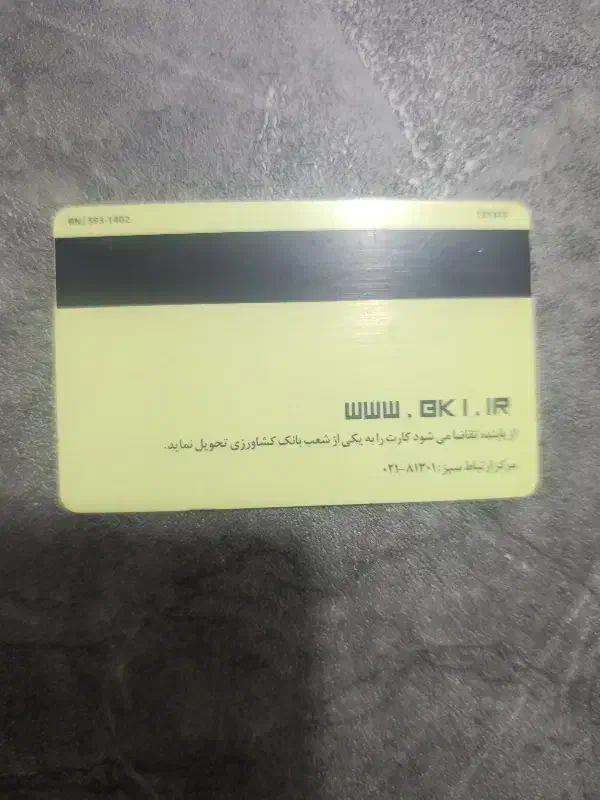 WWW.BKI.IR
از یابنده تقاضا می شود کارت را به یکی از شعب بانک کشاورزی تحویل نماید.
مرکز ارتباط سبز: ۸۱۳۰۱-۰۲۱